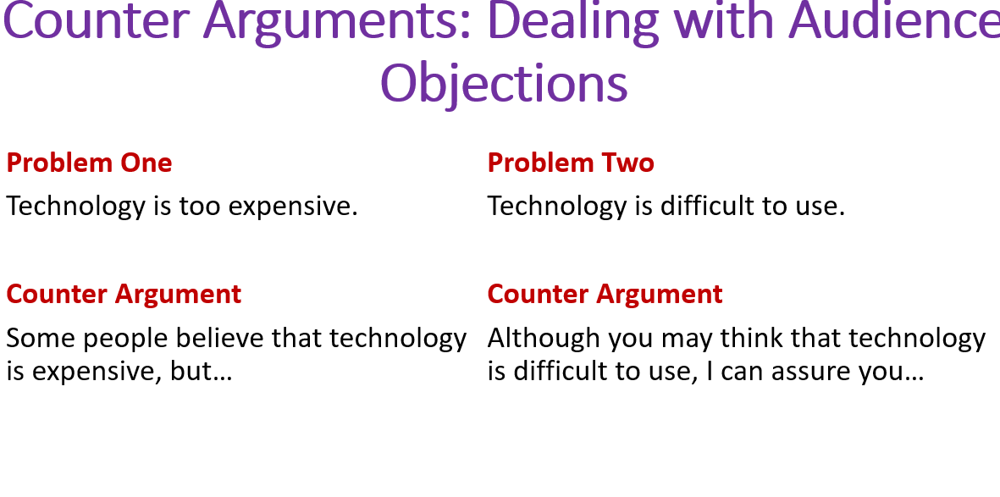 Counter Arguments: Dealing with Audience
Objections
Problem One
Technology is too expensive.
Counter Argument
Some people believe that technology
is expensive, but…
Problem Two
Technology is difficult to use.
Counter Argument
Although you may think that technology
is difficult to use, I can assure you…